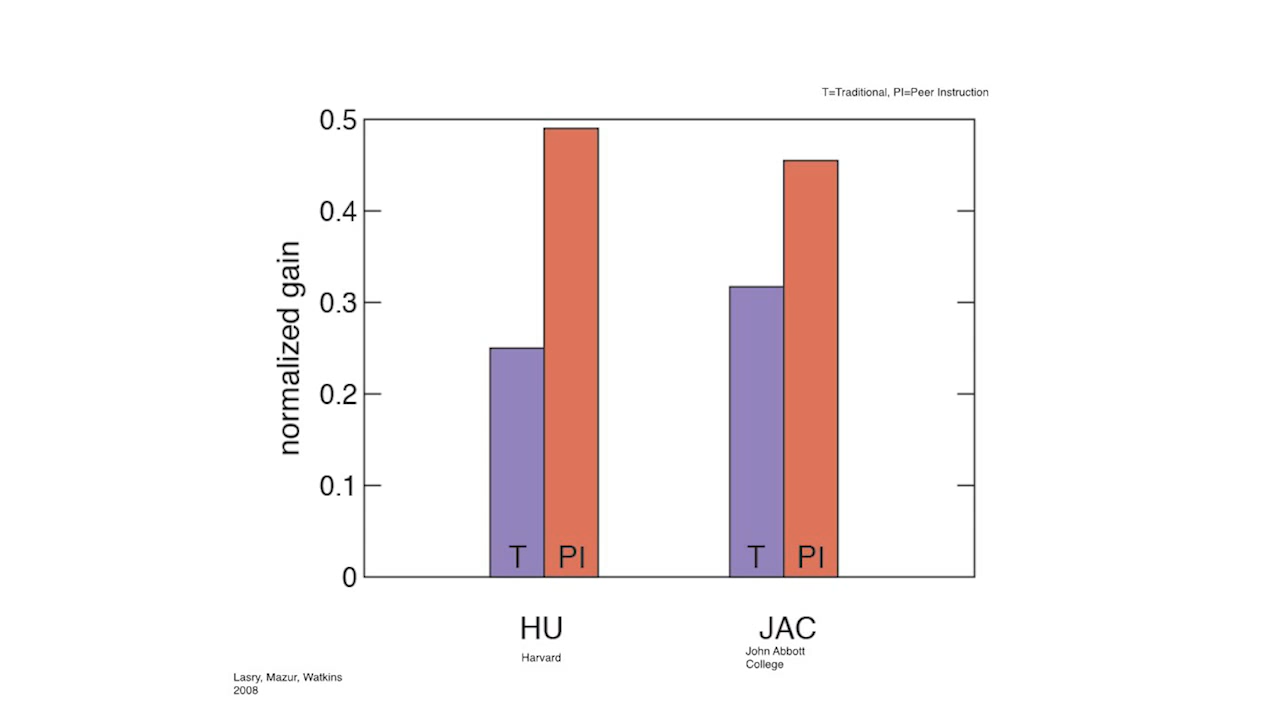 T=Traditional, PI=Peer Instruction
0.5
0.4
0.3
0.2
0.1
0
normalized gain
T PI T PI
HU JAC
Harvard
John Abbott
College
Lasry, Mazur, Watkins
2008